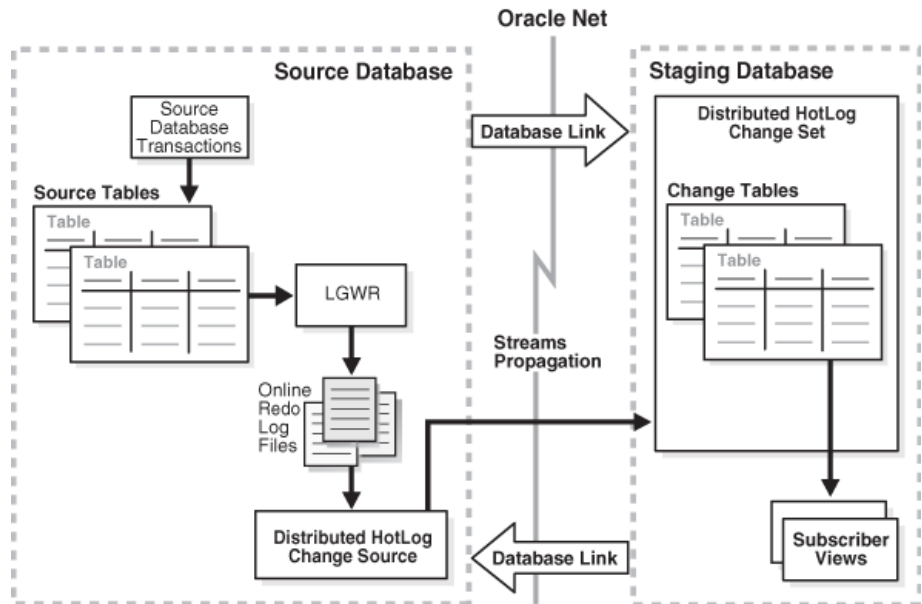 Oracle Net
Source Database
Source
Database
Transactions
Source Tables
Table
Table
LGWR
Online
Redo
Log
Files
Distributed HotLog
Change Source
Database Link
Streams
Propagation
Database Link
Staging Database
Distributed HotLog
Change Set
Change Tables
Table
Table
Subscriber
Views